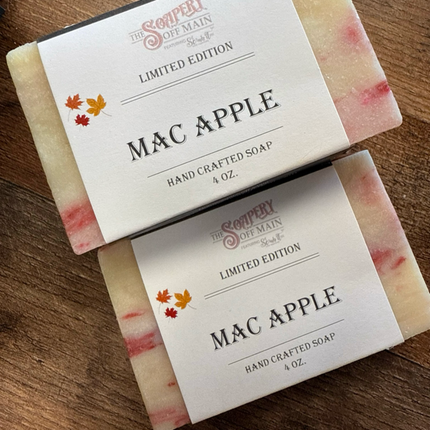 THE SOAPERY
OFF MAIN
LIMITED EDITION
MAC APPLE
HAND CRAFTED SOAP
4 OZ.
THE SOAPERY
OFF MAIN
LIMITED EDITION
MAC APPLE
HAND CRAFTED SOAP
4 OZ.